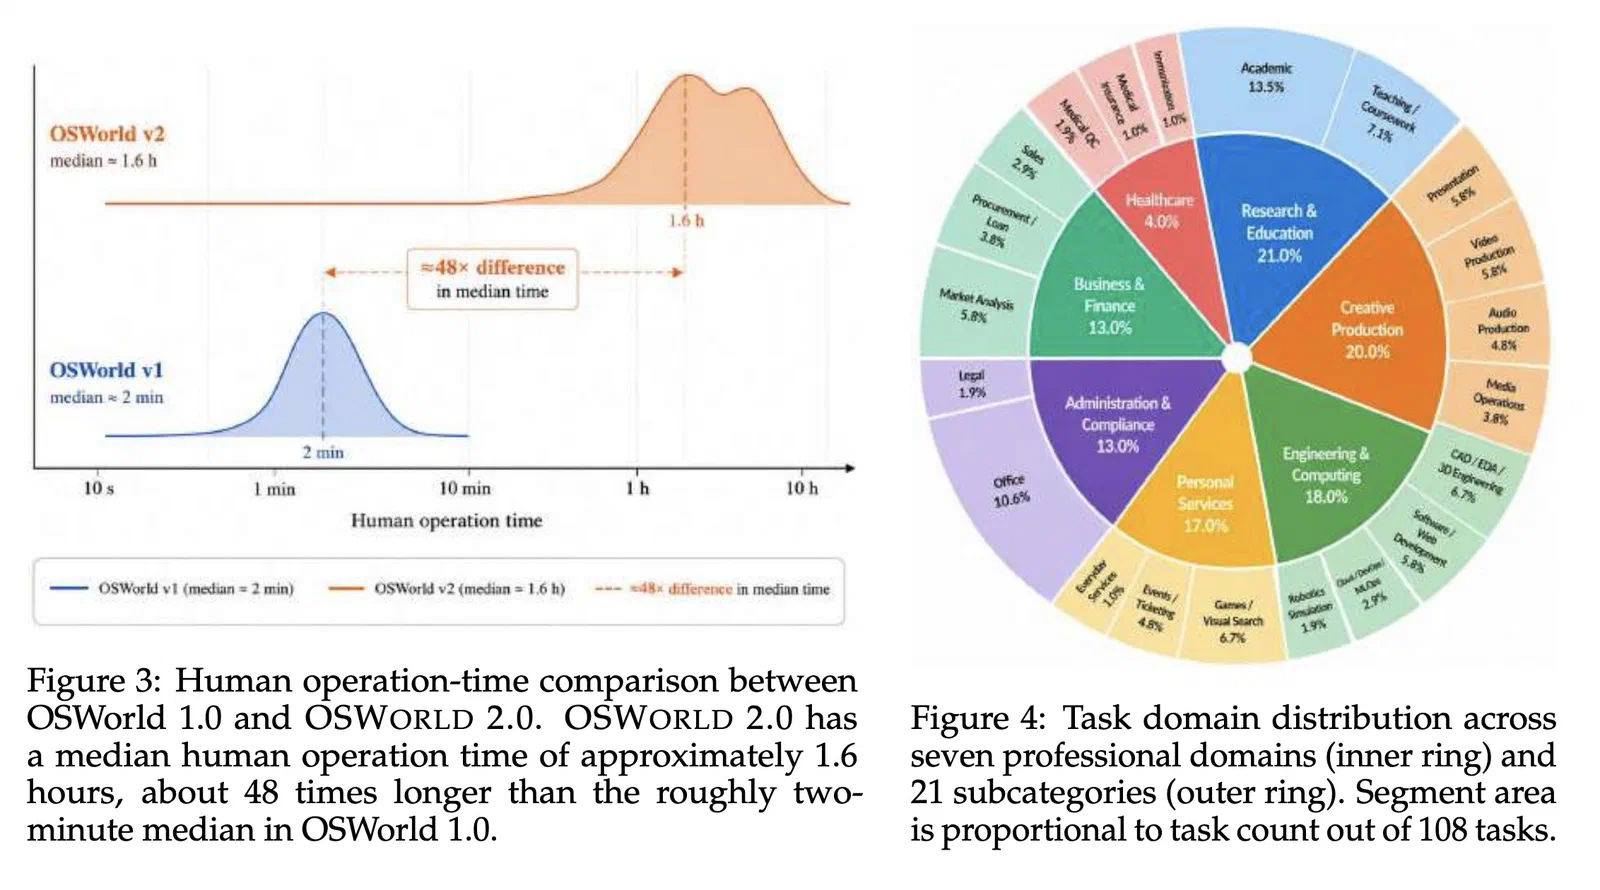 OSWorld v2
median ≈ 1.6 h
1.6 h
≈48× difference
in median time
OSWorld v1
median ≈ 2 min
2 min
10 s
1 min
10 min
1 h
10 h
Human operation time
OSWorld v1 (median = 2 min)
OSWorld v2 (median = 1.6 h)
≈48× difference in median time
Figure 3: Human operation-time comparison between
OSWorld 1.0 and OSWORLD 2.0. OSWORLD 2.0 has
a median human operation time of approximately 1.6
hours, about 48 times longer than the roughly two-
minute median in OSWorld 1.0.
Academic
13.5%
Teaching /
Coursework
7.1%
Presentation
5.8%
Video
Production
5.8%
Audio
Production
4.8%
Media
Operations
3.8%
CAD / EDA /
3D Engineering
6.7%
Software /
Web
Development
5.8%
Cloud / DevOps /
MLOps
2.9%
Robotics
Simulation
1.9%
Games /
Visual Search
6.7%
Events /
Ticketing
4.8%
Everyday
Services
1.0%
Office
10.6%
Legal
1.9%
Market Analysis
5.8%
Procurement /
Loan
3.8%
Sales
2.9%
Medical QC
1.9%
Medical
Insurance
1.0%
Immunization
1.0%
Research &
Education
21.0%
Creative
Production
20.0%
Engineering &
Computing
18.0%
Personal
Services
17.0%
Administration &
Compliance
13.0%
Business &
Finance
13.0%
Healthcare
4.0%
Figure 4: Task domain distribution across
seven professional domains (inner ring) and
21 subcategories (outer ring). Segment area
is proportional to task count out of 108 tasks.